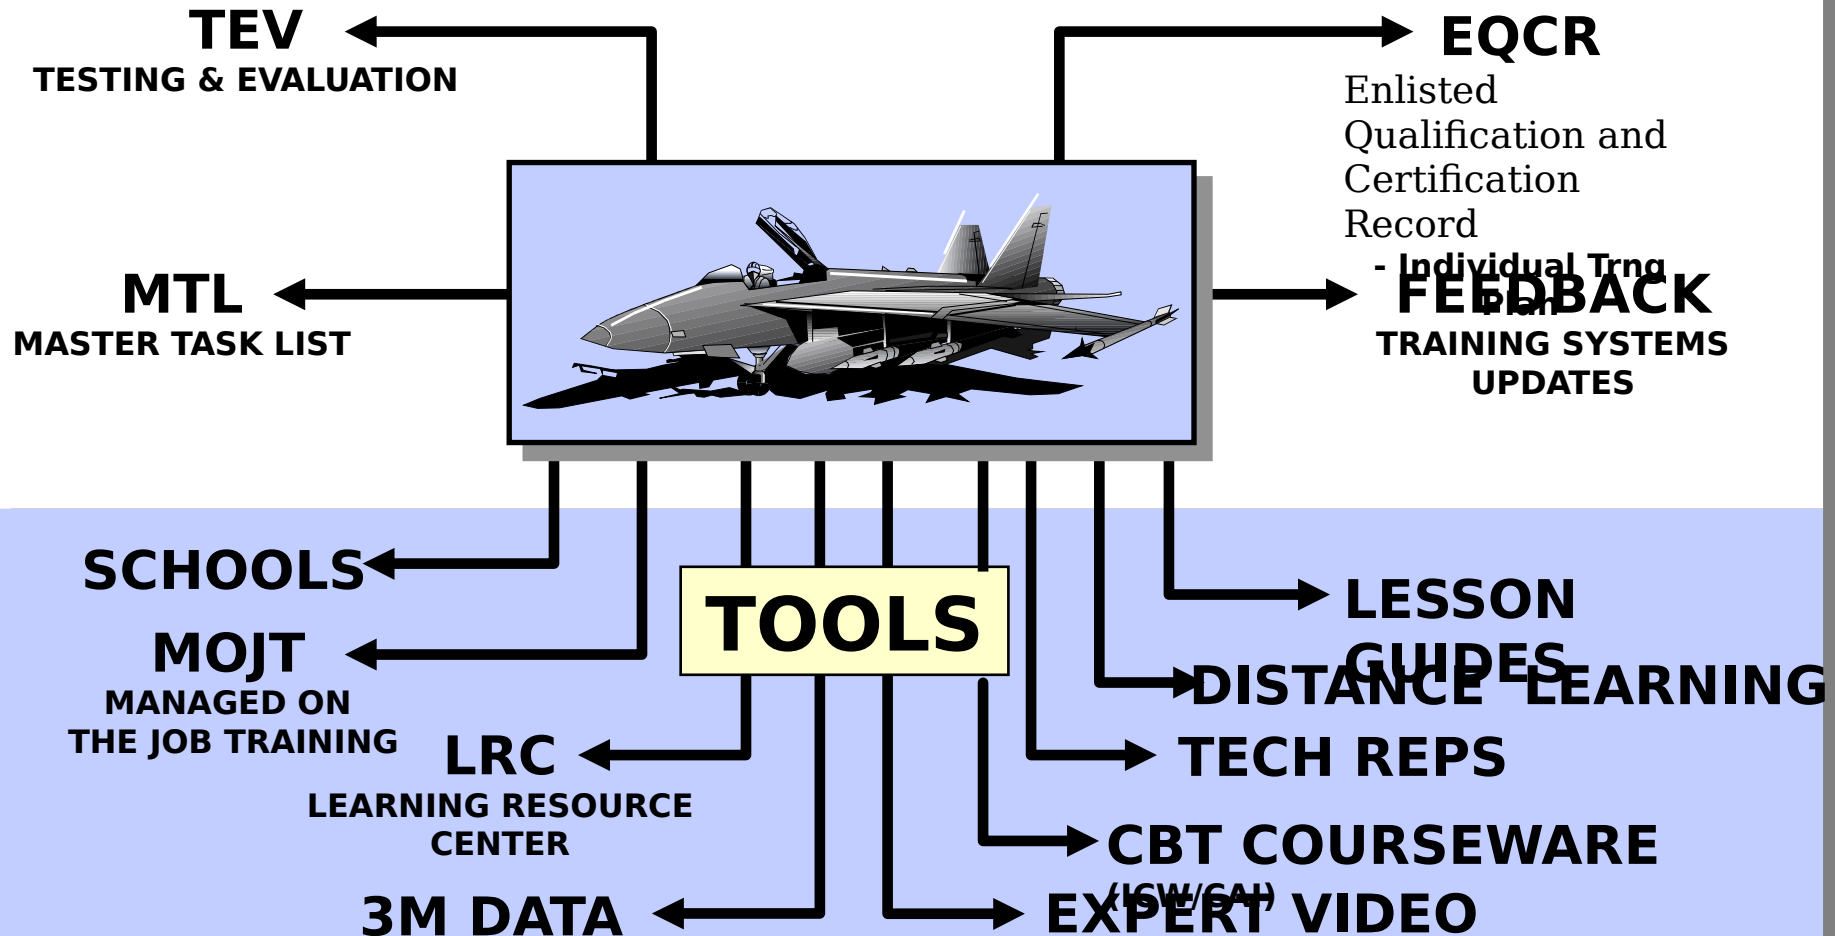 TEV
TESTING & EVALUATION
EQCR
Enlisted
Qualification and
Certification
Record
- Individual Trng
Plan
MTL
MASTER TASK LIST
FEEDBACK
TRAINING SYSTEMS
UPDATES
SCHOOLS
MOJT
MANAGED ON
THE JOB TRAINING
TOOLS
LESSON
GUIDES
DISTANCE LEARNING
LRC
LEARNING RESOURCE
CENTER
TECH REPS
CBT COURSEWARE
(ICW/CAI)
3M DATA
EXPERT VIDEO